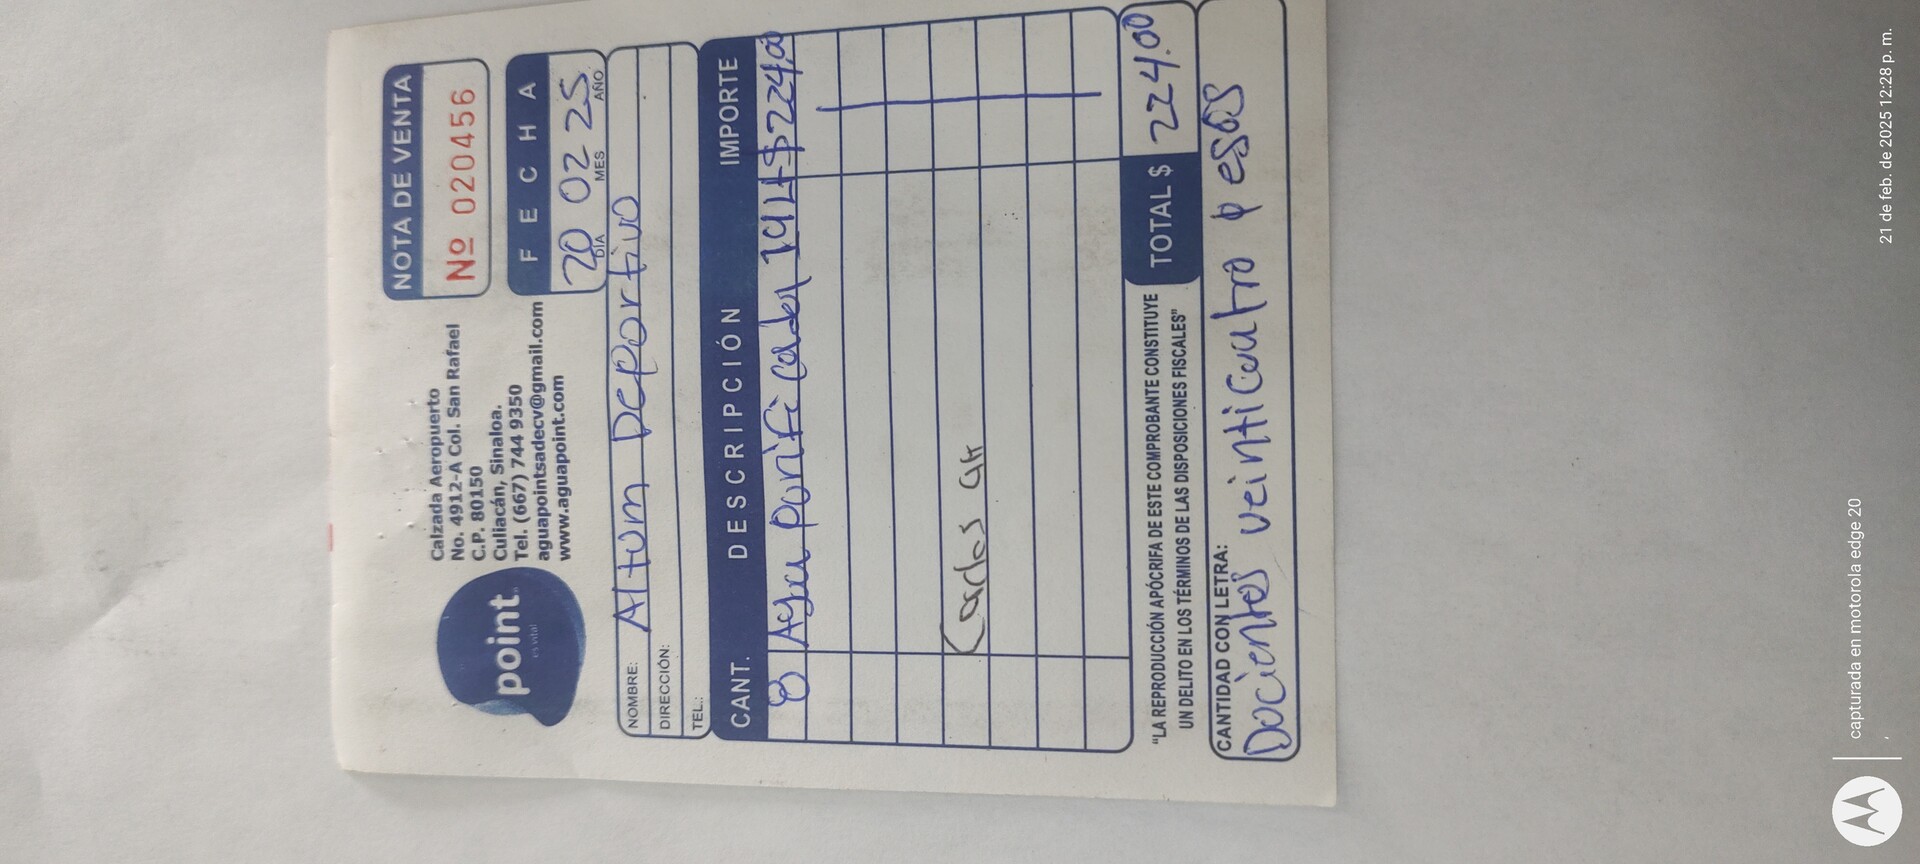 point
es vital
Calzada Aeropuerto
No. 4912-A Col. San Rafael
C.P. 80150
Culiacán, Sinaloa.
Tel. (667) 744 9350
aguapointsadecv@gmail.com
www.aguapoint.com
NOTA DE VENTA
Nº 020456
FECHA
20 02 25
DÍA MES AÑO
NOMBRE: Altum Deportivo
DIRECCIÓN:
TEL.:
CANT. DESCRIPCIÓN IMPORTE
8 Agua purificada 19Lt $224.00
Carlos
"LA REPRODUCCIÓN APÓCRIFA DE ESTE COMPROBANTE CONSTITUYE
UN DELITO EN LOS TÉRMINOS DE LAS DISPOSICIONES FISCALES"
TOTAL $ 224.00
CANTIDAD CON LETRA:
Docientos veinticuatro pesos
capturada en motorola edge 20
21 de feb. de 2025 12:28 p. m.